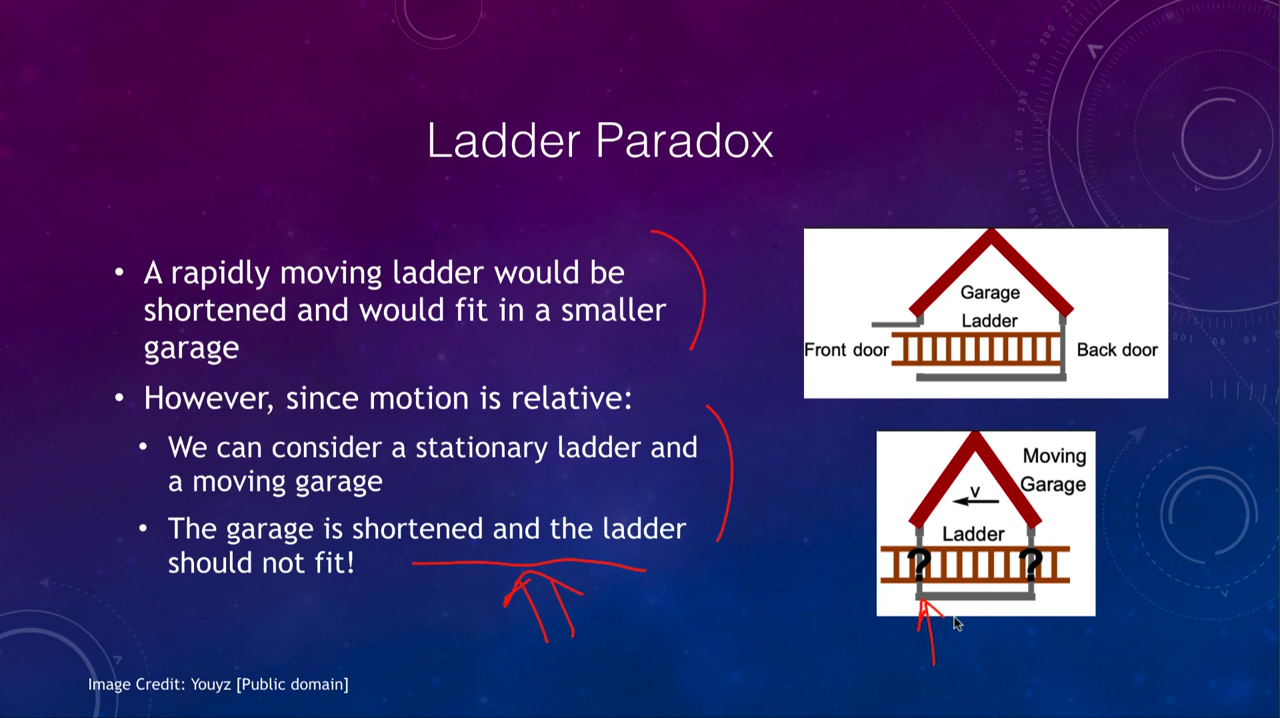 Ladder Paradox
• A rapidly moving ladder would be
shortened and would fit in a smaller
garage
• However, since motion is relative:
• We can consider a stationary ladder and
a moving garage
• The garage is shortened and the ladder
should not fit!
Garage
Ladder
Front door
Back door
Moving
Garage
v
Ladder
? ?
Image Credit: Youyz [Public domain]